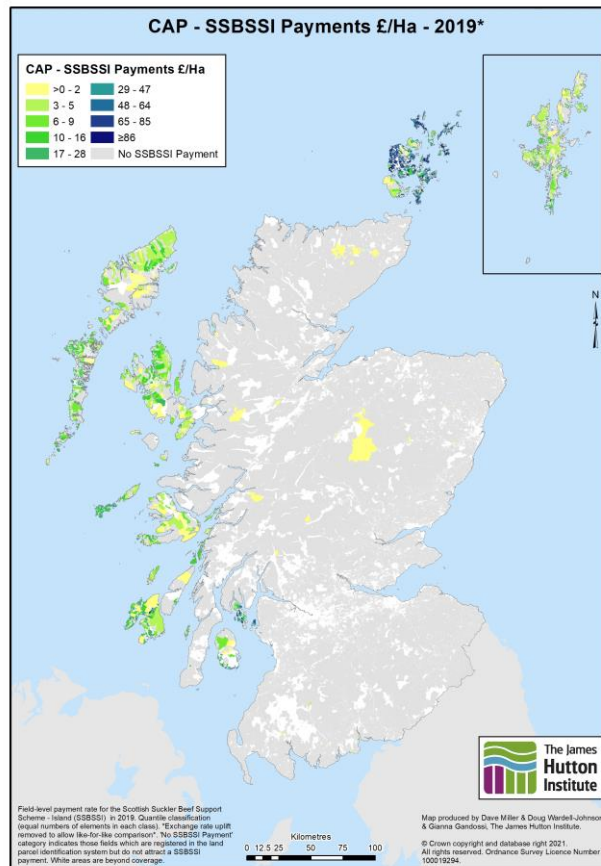 CAP - SSBSSI Payments £/Ha - 2019*
CAP - SSBSSI Payments £/Ha
>0 - 2
3 - 5
6 - 9
10 - 16
17 - 28
29 - 47
48 - 64
65 - 85
≥86
No SSBSSI Payment
N
The James
Hutton
Institute
Field-level payment rate for the Scottish Suckler Beef Support
Scheme - Island (SSBSSI) in 2019. Quantile classification
(equal numbers of elements in each class). *Exchange rate uplift
removed to allow like-for-like comparison*. 'No SSBSSI Payment'
category indicates those fields which are registered in the land
parcel identification system but do not attract a SSBSSI
payment. White areas are beyond coverage.
Kilometres
0 12.5 25 50 75 100
Map produced by Dave Miller & Doug Wardell-Johnson
& Gianna Gandossi, The James Hutton Institute.
© Crown copyright and database right 2021.
All rights reserved. Ordnance Survey Licence Number
100019294.